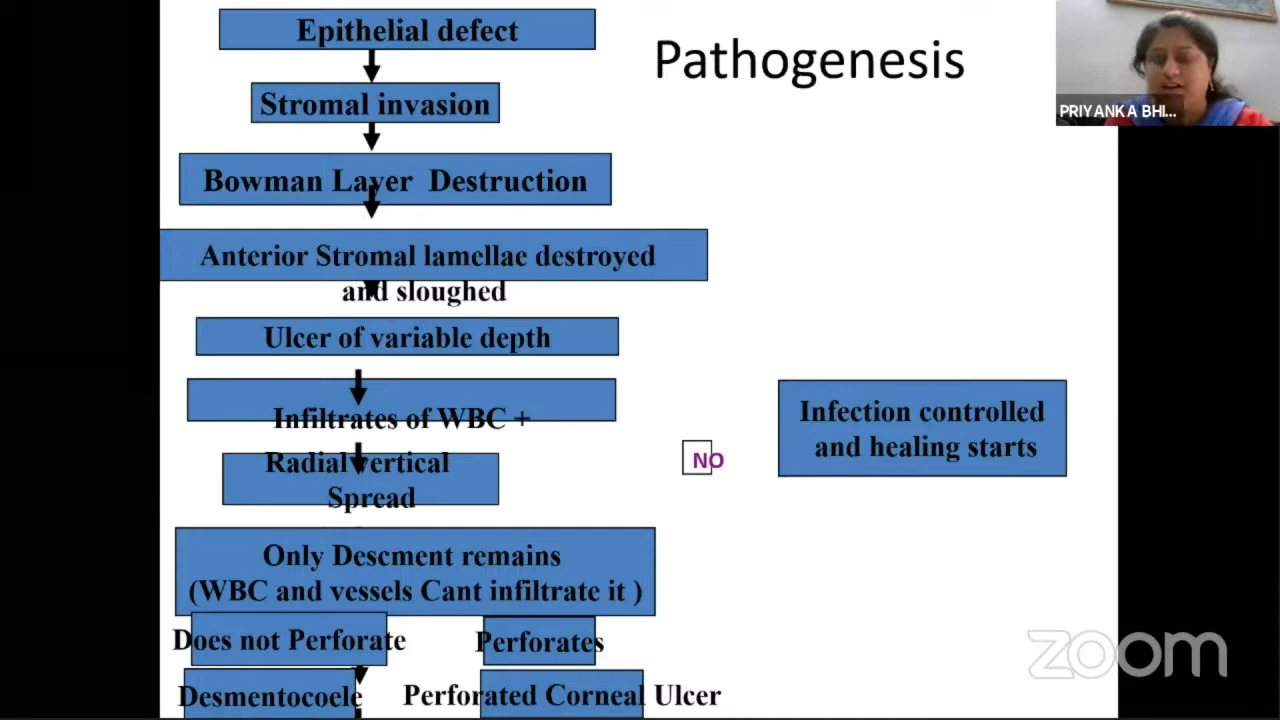 Epithelial defect
Pathogenesis
PRIYANKA BHI...
Stromal invasion
Bowman Layer Destruction
Anterior Stromal lamellae destroyed
and sloughed
Ulcer of variable depth
Infiltrates of WBC +
Infection controlled
and healing starts
Radial vertical
Spread
NO
Only Descment remains
(WBC and vessels Cant infiltrate it )
Does not Perforate
Perforates
Desmentocoele
Perforated Corneal Ulcer
zoom